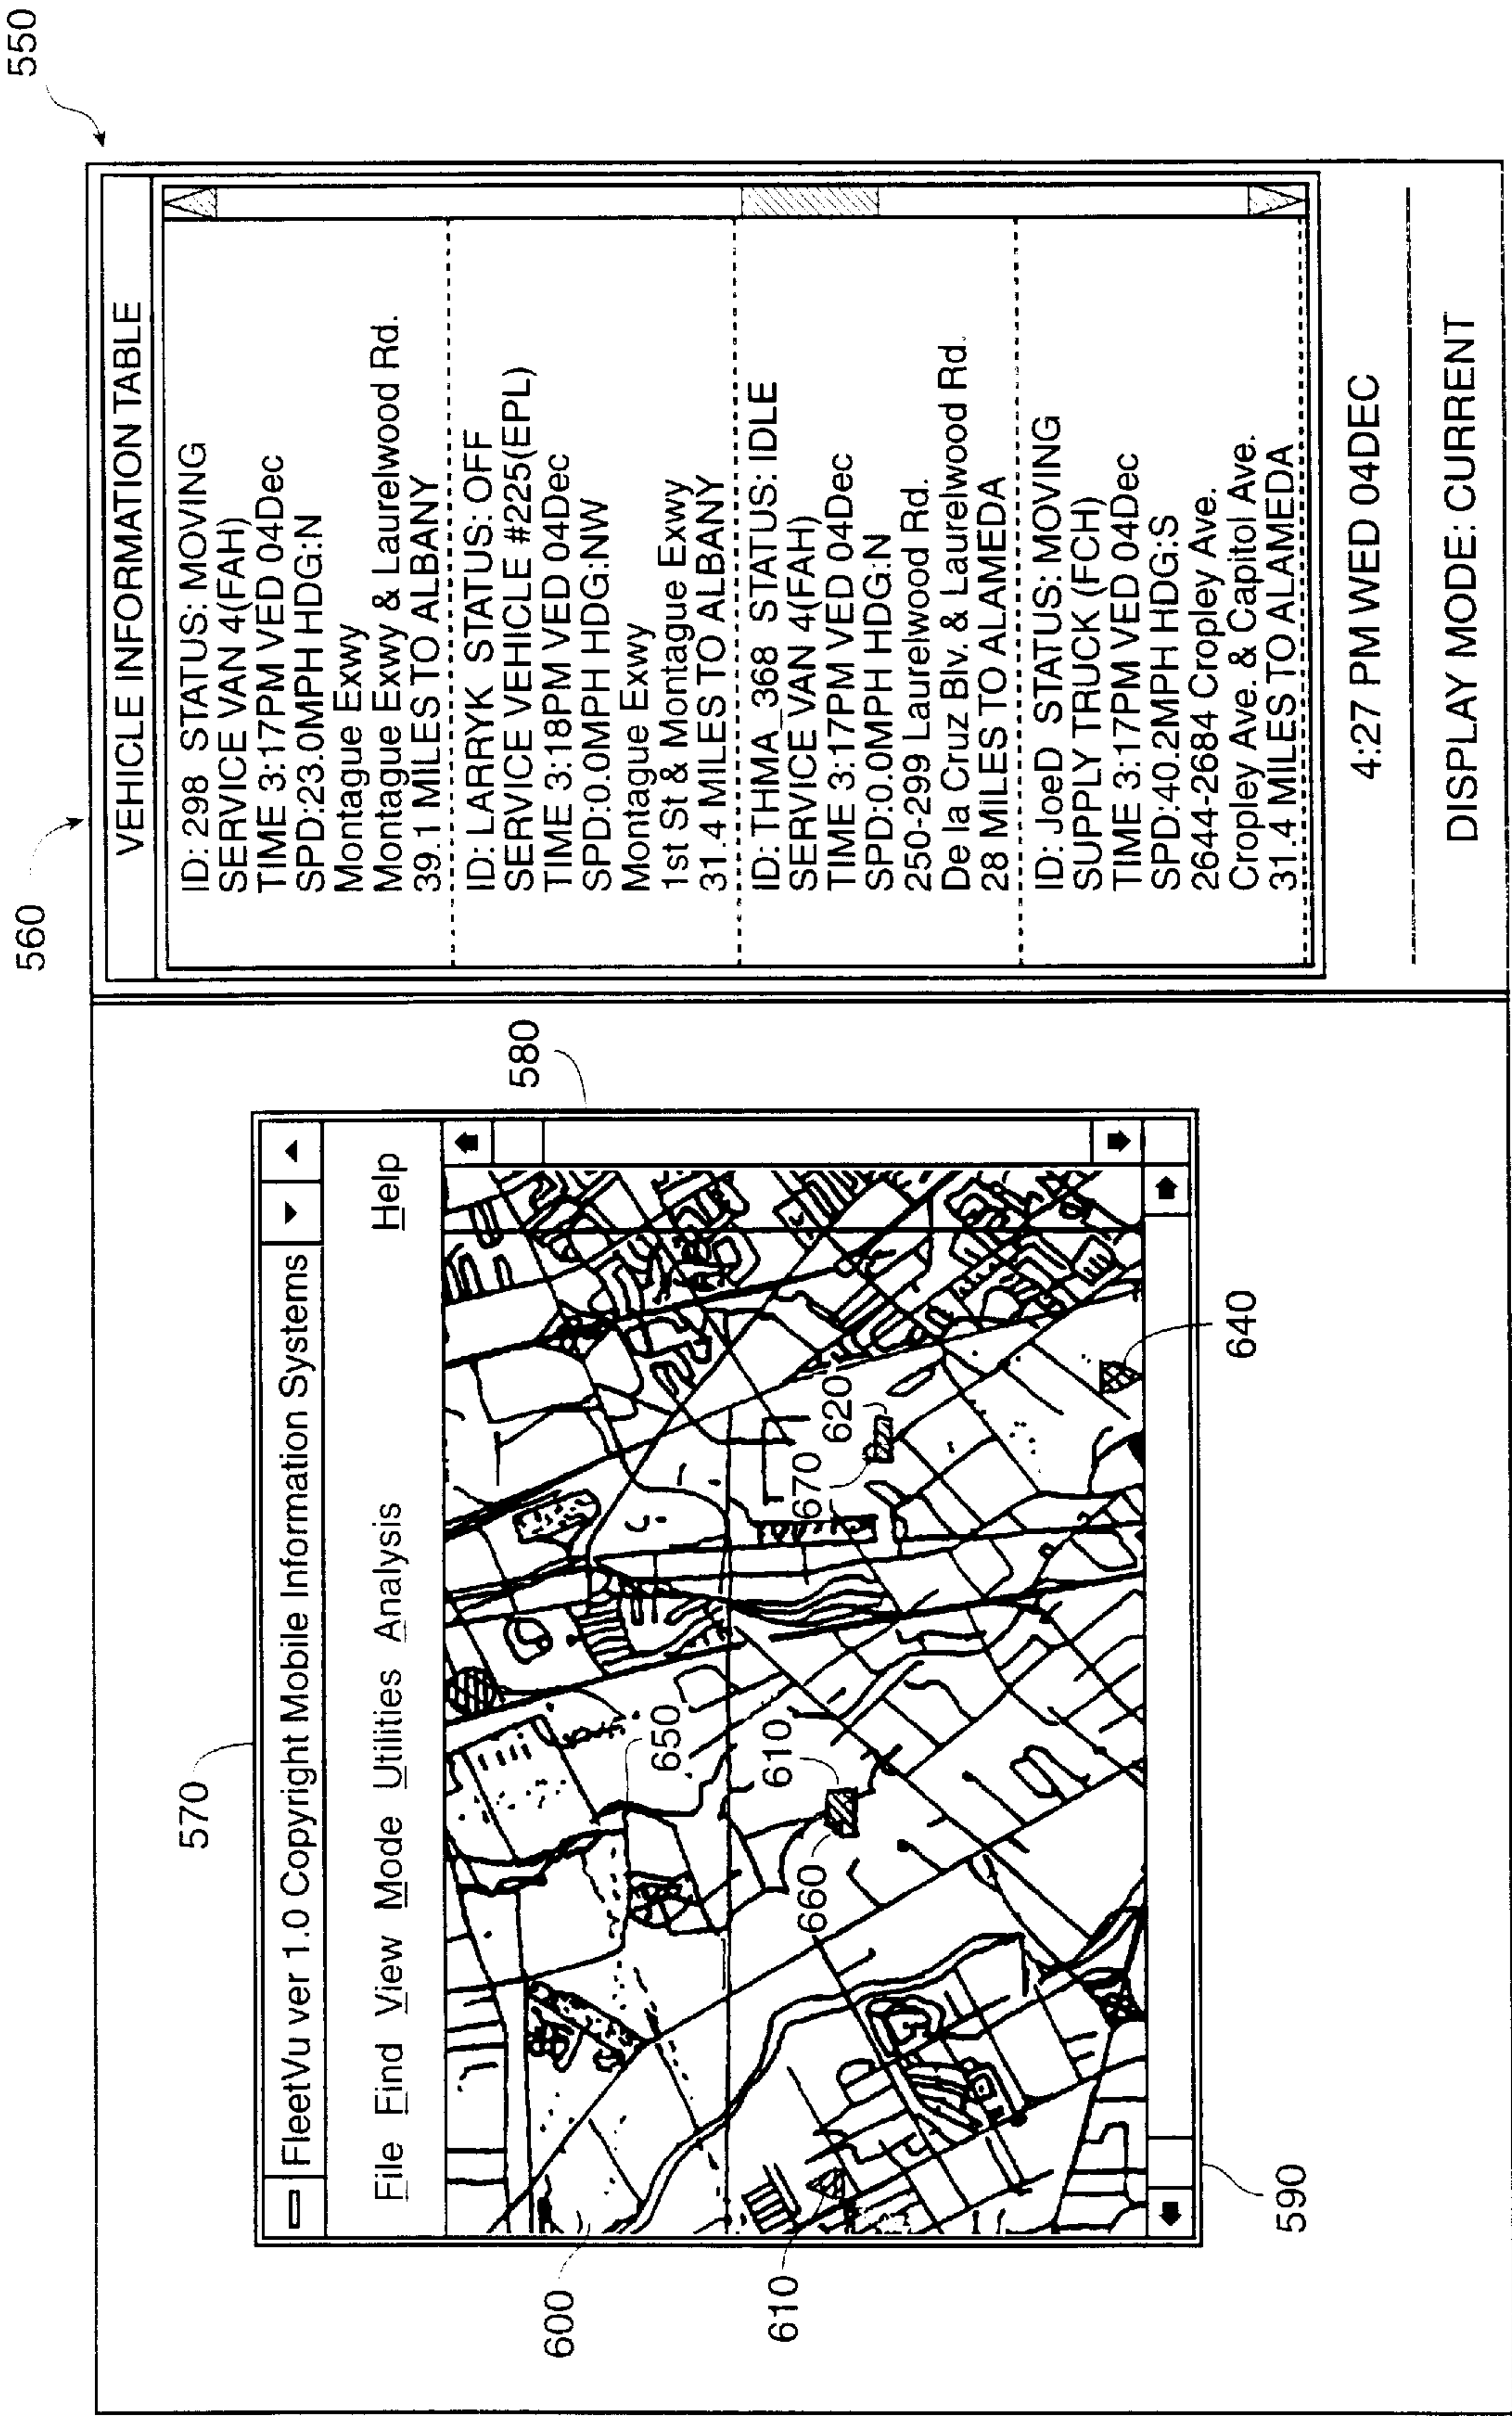 550
560
570
FleetVu ver 1.0 Copyright Mobile Information Systems
File Find View Mode Utilities Analysis Help
580
600
650
610
660
670
620
610
640
590
VEHICLE INFORMATION TABLE
ID: 298 STATUS: MOVING
SERVICE VAN 4(FAH)
TIME 3:17PM VED 04Dec
SPD:23.0MPH HDG:N
Montague Exwy
Montague Exwy & Laurelwood Rd.
39.1 MILES TO ALBANY
ID: LARRYK STATUS: OFF
SERVICE VEHICLE #225(EPL)
TIME 3:18PM VED 04Dec
SPD:0.0MPH HDG:NW
Montague Exwy
1st St & Montague Exwy
31.4 MILES TO ALBANY
ID: THMA_368 STATUS: IDLE
SERVICE VAN 4(FAH)
TIME 3:17PM VED 04Dec
SPD:0.0MPH HDG:N
250-299 Laurelwood Rd.
De la Cruz Blv. & Laurelwood Rd.
28 MILES TO ALAMEDA
ID: JoeD STATUS: MOVING
SUPPLY TRUCK (FCH)
TIME 3:17PM VED 04Dec
SPD:40.2MPH HDG:S
2644-2684 Cropley Ave.
Cropley Ave. & Capitol Ave.
31.4 MILES TO ALAMEDA
4:27 PM WED 04DEC
DISPLAY MODE: CURRENT